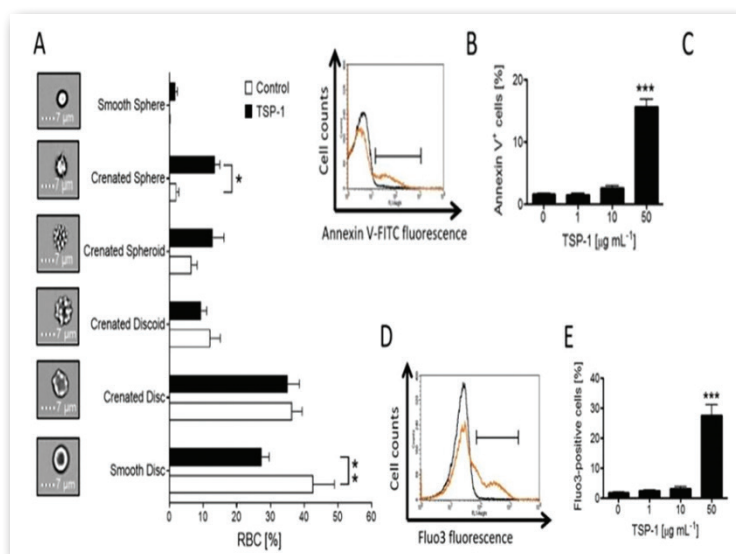 A
Control
TSP-1
7 µm
Smooth Sphere
7 µm
Crenated Sphere
*
7 µm
Crenated Spheroid
7 µm
Crenated Discoid
7 µm
Crenated Disc
7 µm
Smooth Disc
**
0 10 20 30 40 50 60
RBC [%]
B
Cell counts
Annexin V-FITC fluorescence
C
Annexin V⁺ cells [%]
20
10
0
***
0 1 10 50
TSP-1 [µg mL⁻¹]
D
Cell counts
Fluo3 fluorescence
E
Fluo3-positive cells [%]
40
30
20
10
0
***
0 1 10 50
TSP-1 [µg mL⁻¹]